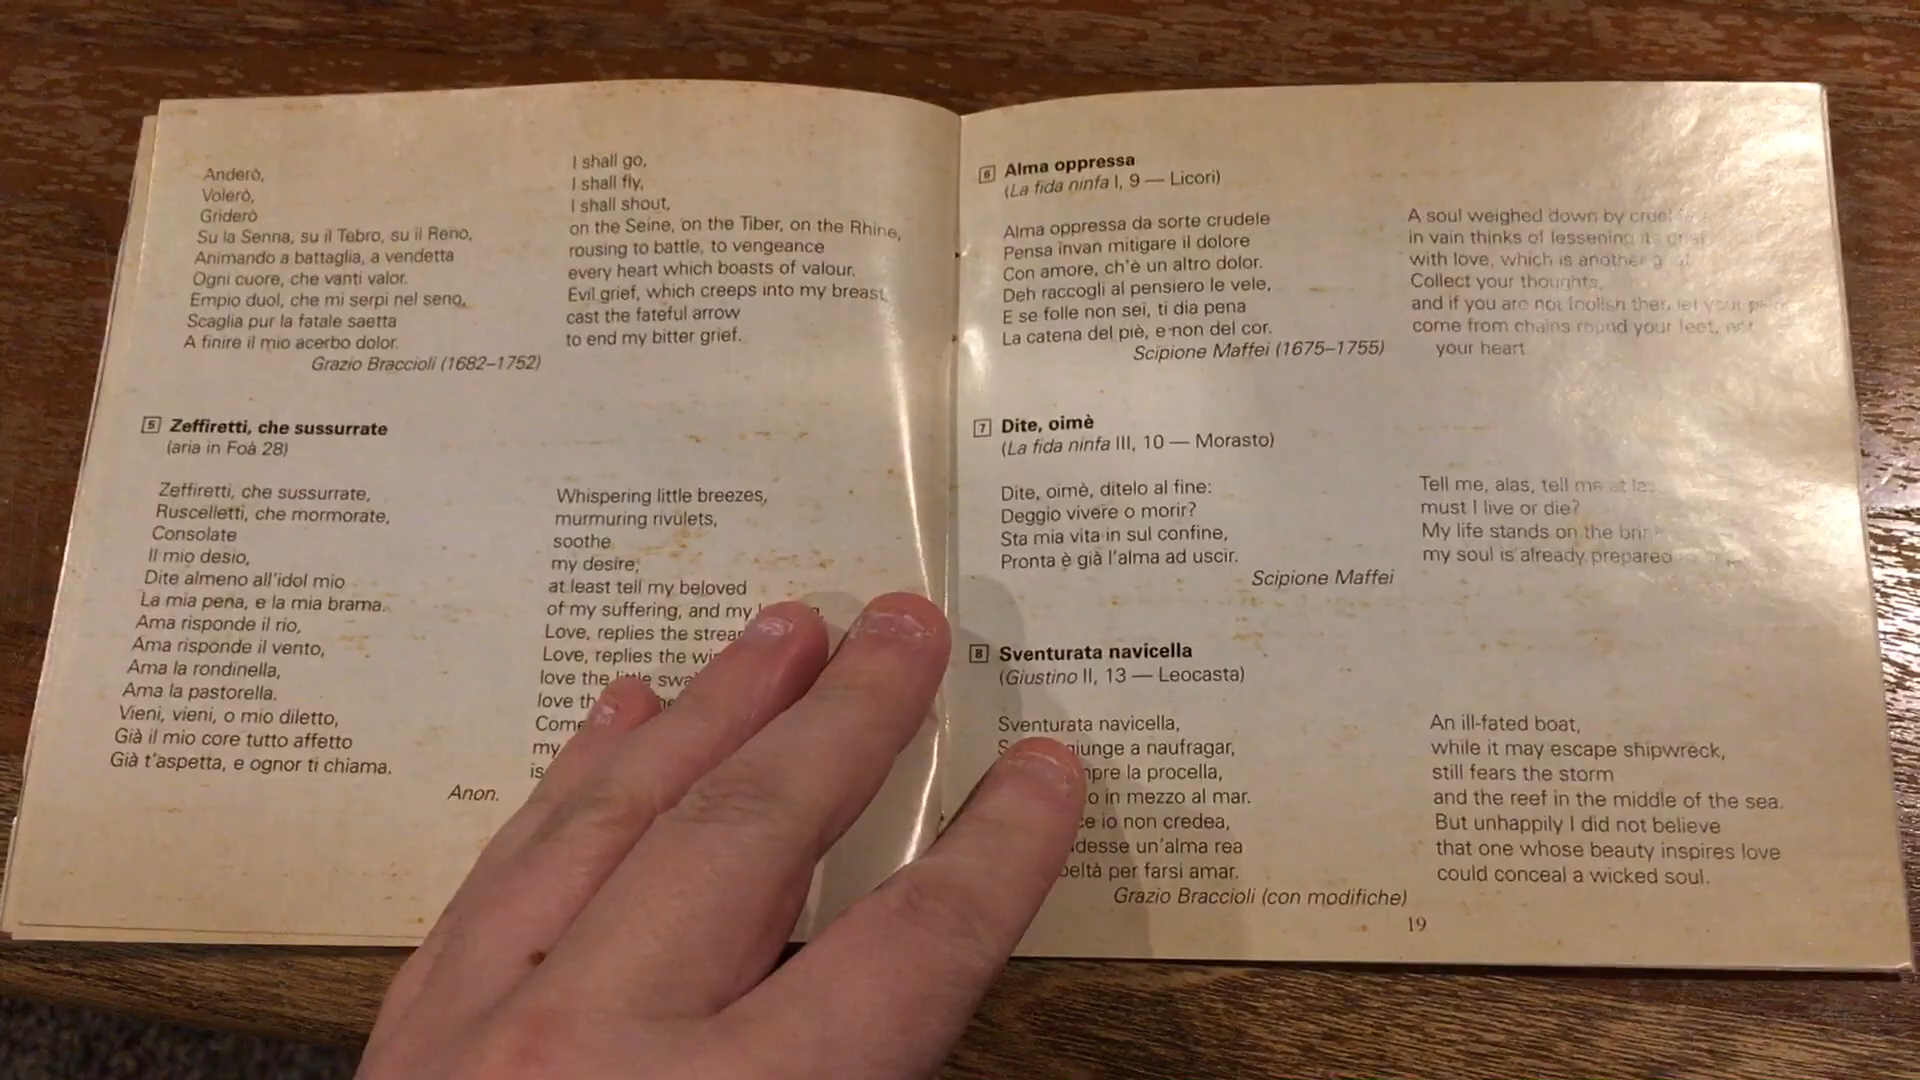 Anderò,
Volerò,
Griderò
Su la Senna, su il Tebro, su il Reno,
Animando a battaglia, a vendetta
Ogni cuore, che vanti valor.
Empio duol, che mi serpi nel seno,
Scaglia pur la fatale saetta
A finire il mio acerbo dolor.
Grazio Braccioli (1682–1752)
I shall go,
I shall fly,
I shall shout,
on the Seine, on the Tiber, on the Rhine,
rousing to battle, to vengeance
every heart which boasts of valour.
Evil grief, which creeps into my breast,
cast the fateful arrow
to end my bitter grief.
5 Zeffiretti, che sussurrate
(aria in Foà 28)
Zeffiretti, che sussurrate,
Ruscelletti, che mormorate,
Consolate
Il mio desio,
Dite almeno all'idol mio
La mia pena, e la mia brama.
Ama risponde il rio,
Ama risponde il vento,
Ama la rondinella,
Ama la pastorella.
Vieni, vieni, o mio diletto,
Già il mio core tutto affetto
Già t'aspetta, e ognor ti chiama.
Anon.
Whispering little breezes,
murmuring rivulets,
soothe
my desire;
at least tell my beloved
of my suffering, and my
Love, replies the
Love, replies the
love the little
love
Come
my
is
6 Alma oppressa
(La fida ninfa I, 9 — Licori)
Alma oppressa da sorte crudele
Pensa invan mitigare il dolore
Con amore, ch'è un altro dolor.
Deh raccogli al pensiero le vele,
E se folle non sei, ti dia pena
La catena del piè, e non del cor.
Scipione Maffei (1675–1755)
A soul weighed down by cruel
in vain thinks of lessening its
with love, which is another
Collect your thoughts,
and if you are not foolish then let your
come from chains round your feet, not
your heart
7 Dite, oimè
(La fida ninfa III, 10 — Morasto)
Dite, oimè, ditelo al fine:
Deggio vivere o morir?
Sta mia vita in sul confine,
Pronta è già l'alma ad uscir.
Scipione Maffei
Tell me, alas, tell me at
must I live or die?
My life stands on the
my soul is already prepared
8 Sventurata navicella
(Giustino II, 13 — Leocasta)
Sventurata navicella,
a naufragar,
la procella,
in mezzo al mar.
io non credea,
un'alma rea
per farsi amar.
Grazio Braccioli (con modifiche)
An ill-fated boat,
while it may escape shipwreck,
still fears the storm
and the reef in the middle of the sea.
But unhappily I did not believe
that one whose beauty inspires love
could conceal a wicked soul.
19